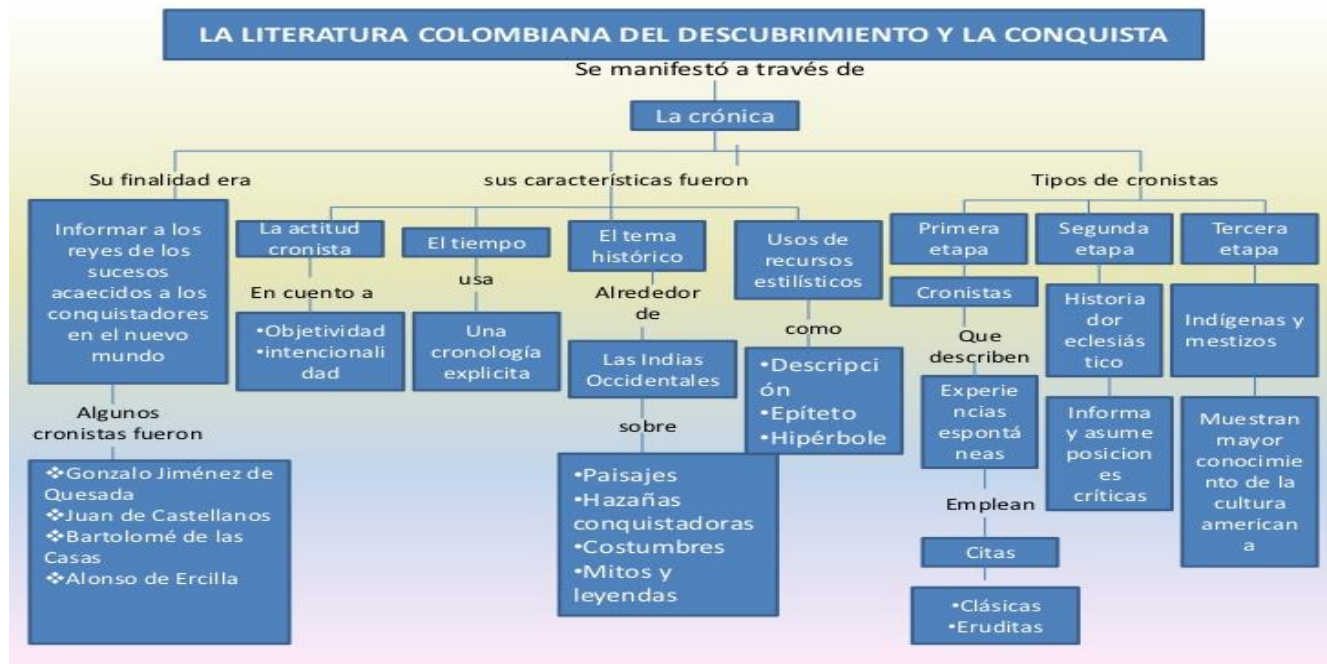 LA LITERATURA COLOMBIANA DEL DESCUBRIMIENTO Y LA CONQUISTA
Se manifestó a través de
La crónica
Su finalidad era
Informar a los
reyes de los
sucesos
acaecidos a los
conquistadores
en el nuevo
mundo
Algunos
cronistas fueron
❖Gonzalo Jiménez de
Quesada
❖Juan de Castellanos
❖Bartolomé de las
Casas
❖Alonso de Ercilla
sus características fueron
La actitud
cronista
En cuento a
•Objetividad
•intencionali
dad
El tiempo
usa
Una
cronología
explicita
El tema
histórico
Alrededor
de
Las Indias
Occidentales
sobre
•Paisajes
•Hazañas
conquistadoras
•Costumbres
•Mitos y
leyendas
Usos de
recursos
estilísticos
como
•Descripci
ón
•Epíteto
•Hipérbole
Tipos de cronistas
Primera
etapa
Cronistas
Que
describen
Experie
ncias
espontá
neas
Emplean
Citas
•Clásicas
•Eruditas
Segunda
etapa
Historia
dor
eclesiás
tico
Informa
y asume
posicion
es
críticas
Tercera
etapa
Indígenas y
mestizos
Muestran
mayor
conocimie
nto de la
cultura
american
a